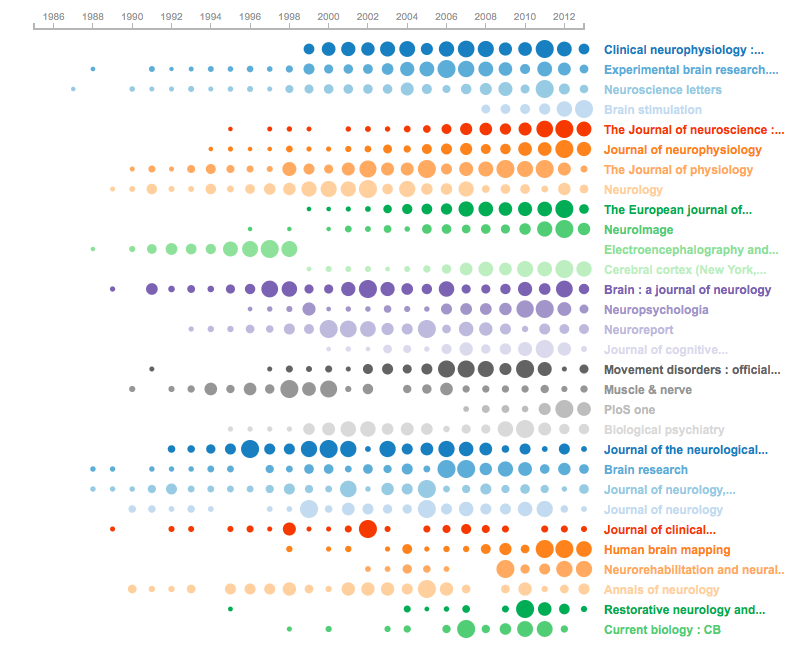 1986 1988 1990 1992 1994 1996 1998 2000 2002 2004 2006 2008 2010 2012
Clinical neurophysiology :...
Experimental brain research....
Neuroscience letters
Brain stimulation
The Journal of neuroscience :...
Journal of neurophysiology
The Journal of physiology
Neurology
The European journal of...
NeuroImage
Electroencephalography and...
Cerebral cortex (New York,...
Brain : a journal of neurology
Neuropsychologia
Neuroreport
Journal of cognitive...
Movement disorders : official...
Muscle & nerve
PloS one
Biological psychiatry
Journal of the neurological...
Brain research
Journal of neurology,...
Journal of neurology
Journal of clinical...
Human brain mapping
Neurorehabilitation and neural..
Annals of neurology
Restorative neurology and...
Current biology : CB